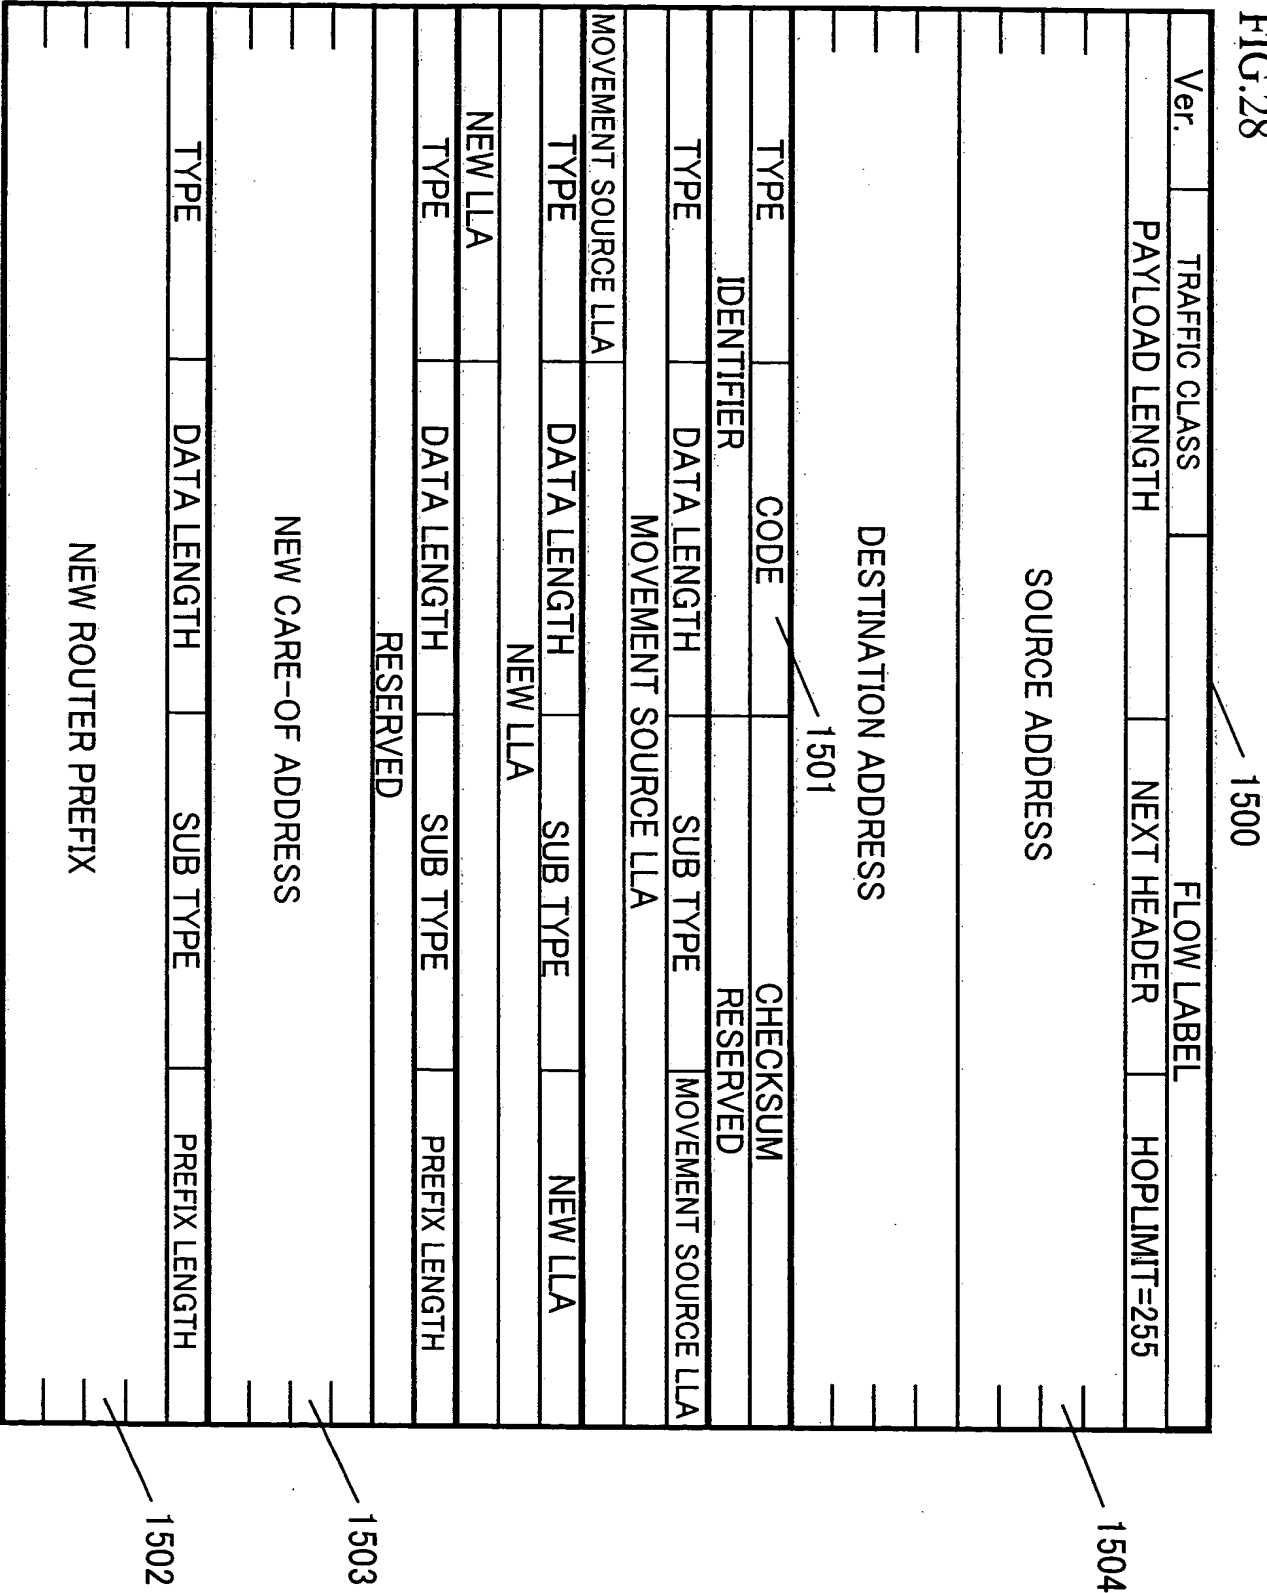 FIG.28
1500
Ver. TRAFFIC CLASS FLOW LABEL
PAYLOAD LENGTH NEXT HEADER HOPLIMIT=255
SOURCE ADDRESS
1504
DESTINATION ADDRESS
1501
TYPE CODE CHECKSUM
IDENTIFIER RESERVED
TYPE DATA LENGTH SUB TYPE MOVEMENT SOURCE LLA
MOVEMENT SOURCE LLA
MOVEMENT SOURCE LLA
TYPE DATA LENGTH SUB TYPE NEW LLA
NEW LLA
NEW LLA
TYPE DATA LENGTH SUB TYPE PREFIX LENGTH
RESERVED
NEW CARE-OF ADDRESS
1503
TYPE DATA LENGTH SUB TYPE PREFIX LENGTH
NEW ROUTER PREFIX
1502